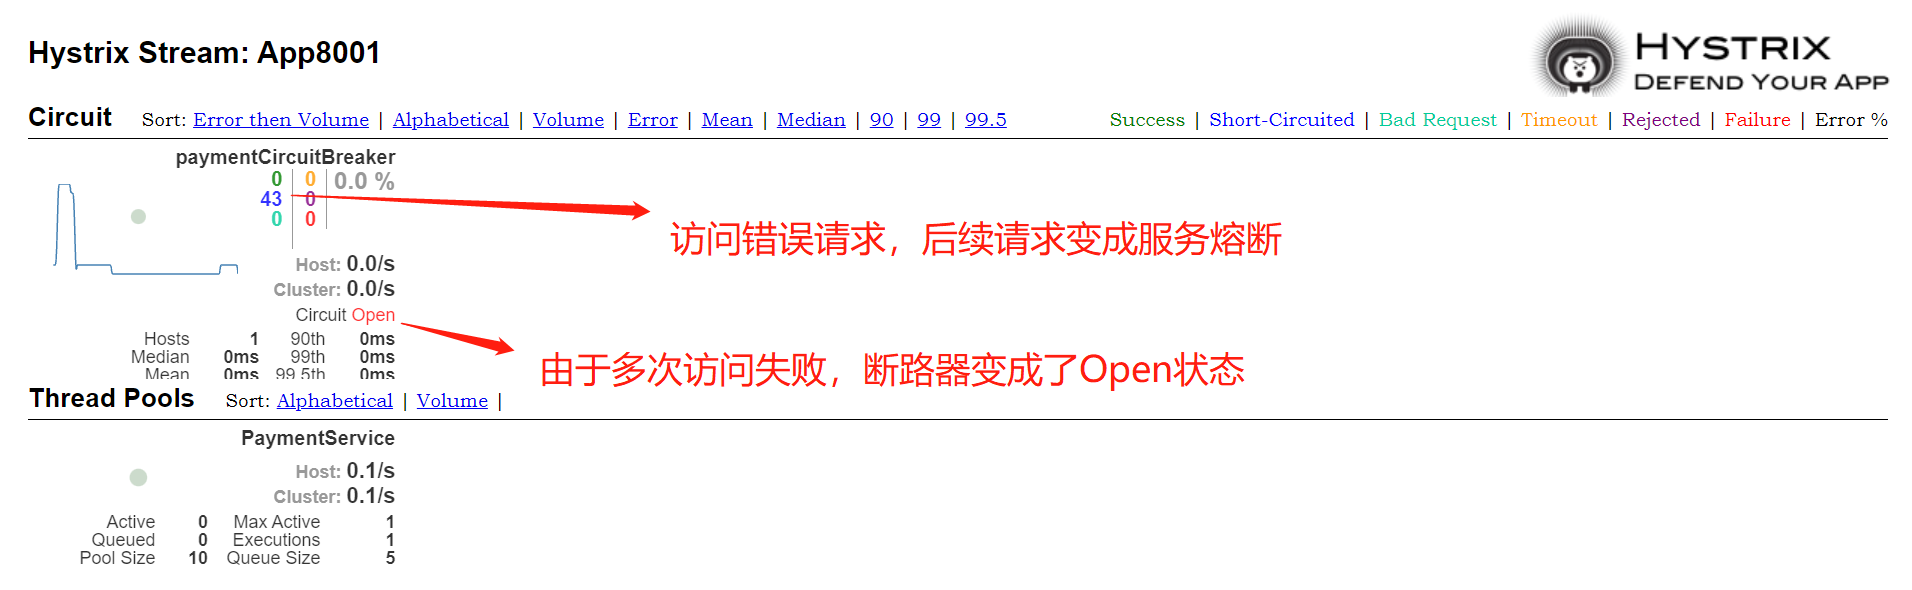 Hystrix Stream: App8001
HYSTRIX
DEFEND YOUR APP
Circuit Sort: Error then Volume | Alphabetical | Volume | Error | Mean | Median | 90 | 99 | 99.5
Success | Short-Circuited | Bad Request | Timeout | Rejected | Failure | Error %
paymentCircuitBreaker
0 0 0.0 %
43 0
0 0
访问错误请求，后续请求变成服务熔断
Host: 0.0/s
Cluster: 0.0/s
Circuit Open
由于多次访问失败，断路器变成了Open状态
Hosts 1 90th 0ms
Median 0ms 99th 0ms
Mean 0ms 99.5th 0ms
Thread Pools Sort: Alphabetical | Volume |
PaymentService
Host: 0.1/s
Cluster: 0.1/s
Active 0 Max Active 1
Queued 0 Executions 1
Pool Size 10 Queue Size 5